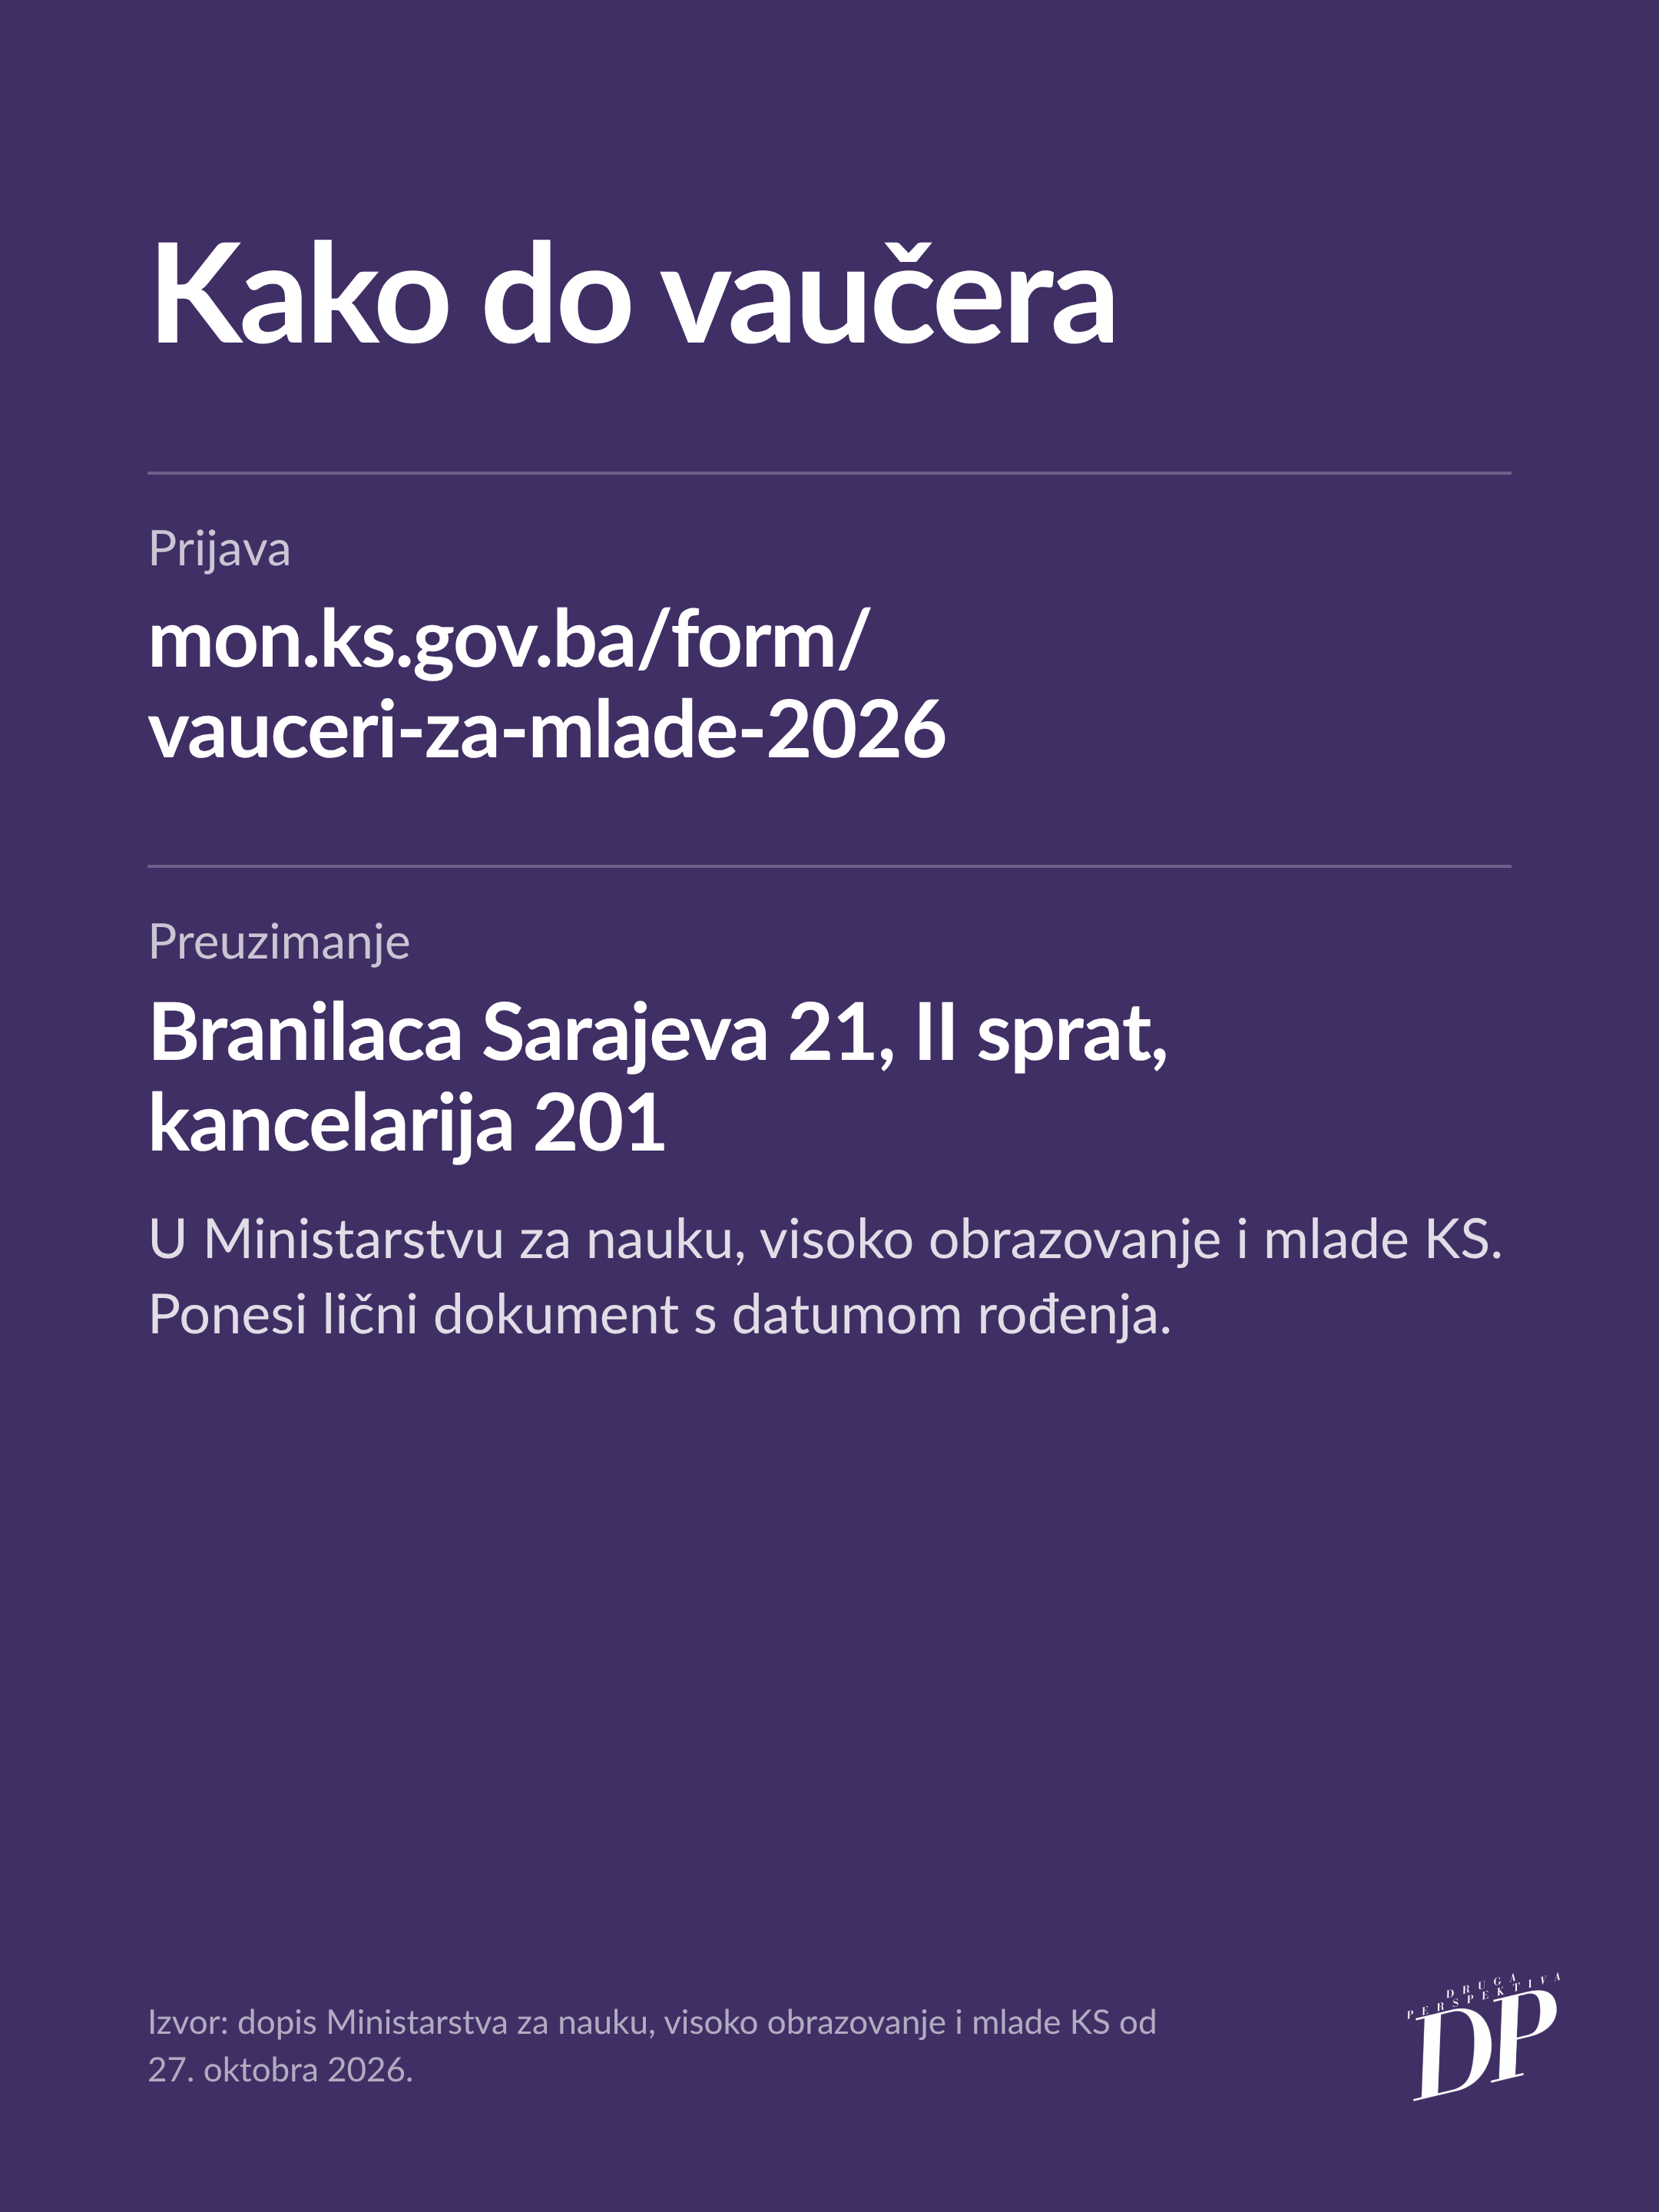 Kako do vaučera
Prijava
mon.ks.gov.ba/form/
vauceri-za-mlade-2026
Preuzimanje
Branilaca Sarajeva 21, II sprat,
kancelarija 201
U Ministarstvu za nauku, visoko obrazovanje i mlade KS.
Ponesi lični dokument s datumom rođenja.
Izvor: dopis Ministarstva za nauku, visoko obrazovanje i mlade KS od
27. oktobra 2026.
DRUGA
PERSPEKTIVA
DP